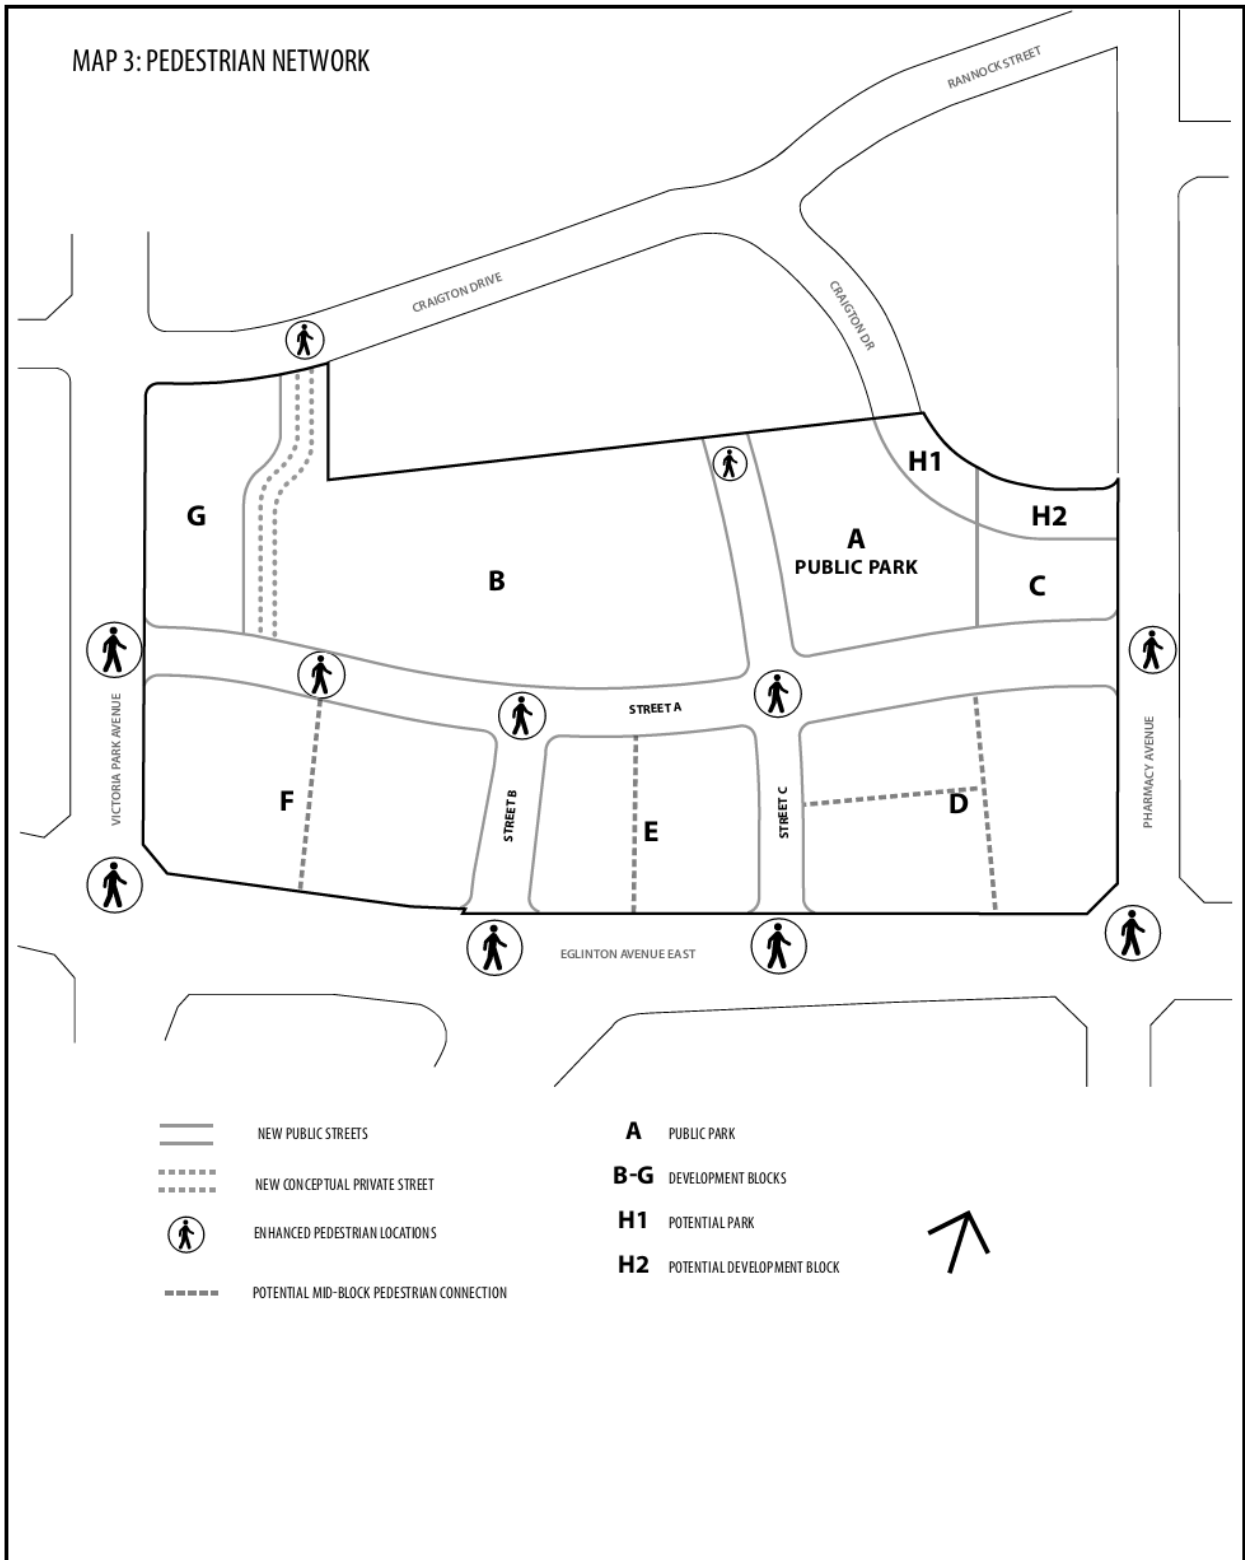 MAP 3: PEDESTRIAN NETWORK
RANNOCK STREET
CRAIGTON DRIVE
CRAIGTON DR
H1
G
H2
A
PUBLIC PARK
B
C
STREET A
VICTORIA PARK AVENUE
PHARMACY AVENUE
F
STREET B
E
STREET C
D
EGLINTON AVENUE EAST
NEW PUBLIC STREETS
NEW CONCEPTUAL PRIVATE STREET
ENHANCED PEDESTRIAN LOCATIONS
POTENTIAL MID-BLOCK PEDESTRIAN CONNECTION
A PUBLIC PARK
B-G DEVELOPMENT BLOCKS
H1 POTENTIAL PARK
H2 POTENTIAL DEVELOPMENT BLOCK